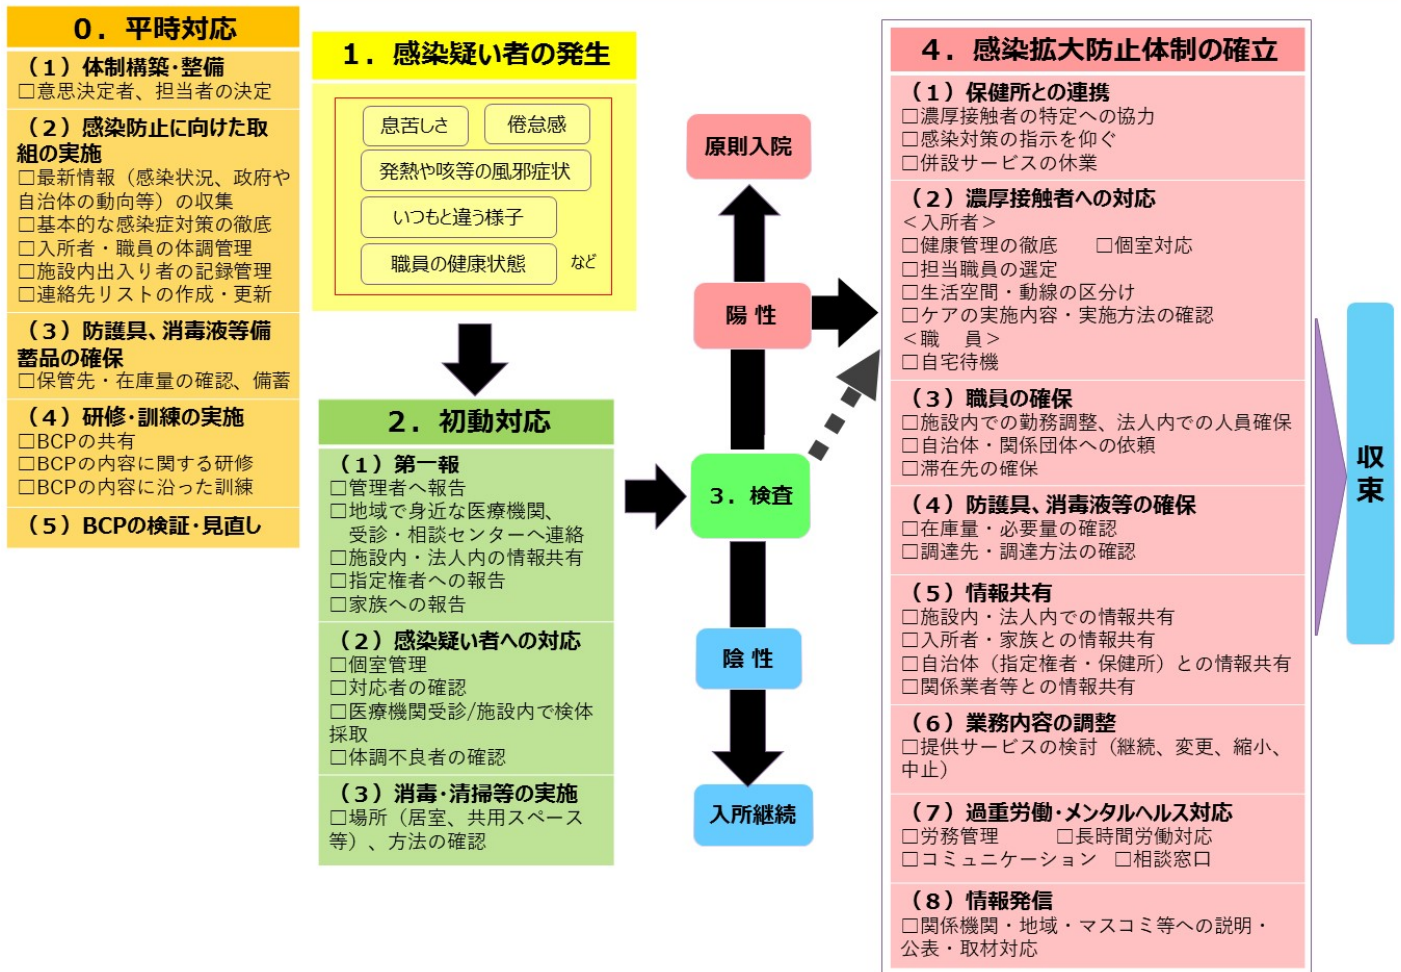 ０．平時対応
（１）体制構築・整備
□意思決定者、担当者の決定
（２）感染防止に向けた取
組の実施
□最新情報（感染状況、政府や
自治体の動向等）の収集
□基本的な感染症対策の徹底
□入所者・職員の体調管理
□施設内出入り者の記録管理
□連絡先リストの作成・更新
（３）防護具、消毒液等備
蓄品の確保
□保管先・在庫量の確認、備蓄
（４）研修・訓練の実施
□BCPの共有
□BCPの内容に関する研修
□BCPの内容に沿った訓練
（５）BCPの検証・見直し
１．感染疑い者の発生
息苦しさ
倦怠感
発熱や咳等の風邪症状
いつもと違う様子
職員の健康状態
など
２．初動対応
（１）第一報
□管理者へ報告
□地域で身近な医療機関、
受診・相談センターへ連絡
□施設内・法人内の情報共有
□指定権者への報告
□家族への報告
（２）感染疑い者への対応
□個室管理
□対応者の確認
□医療機関受診/施設内で検体
採取
□体調不良者の確認
（３）消毒・清掃等の実施
□場所（居室、共用スペース
等）、方法の確認
原則入院
陽 性
３．検査
陰 性
入所継続
４．感染拡大防止体制の確立
（１）保健所との連携
□濃厚接触者の特定への協力
□感染対策の指示を仰ぐ
□併設サービスの休業
（２）濃厚接触者への対応
＜入所者＞
□健康管理の徹底　　□個室対応
□担当職員の選定
□生活空間・動線の区分け
□ケアの実施内容・実施方法の確認
＜職　員＞
□自宅待機
（３）職員の確保
□施設内での勤務調整、法人内での人員確保
□自治体・関係団体への依頼
□滞在先の確保
（４）防護具、消毒液等の確保
□在庫量・必要量の確認
□調達先・調達方法の確認
（５）情報共有
□施設内・法人内での情報共有
□入所者・家族との情報共有
□自治体（指定権者・保健所）との情報共有
□関係業者等との情報共有
（６）業務内容の調整
□提供サービスの検討（継続、変更、縮小、
中止）
（７）過重労働・メンタルヘルス対応
□労務管理　　　□長時間労働対応
□コミュニケーション　□相談窓口
（８）情報発信
□関係機関・地域・マスコミ等への説明・
公表・取材対応
収束